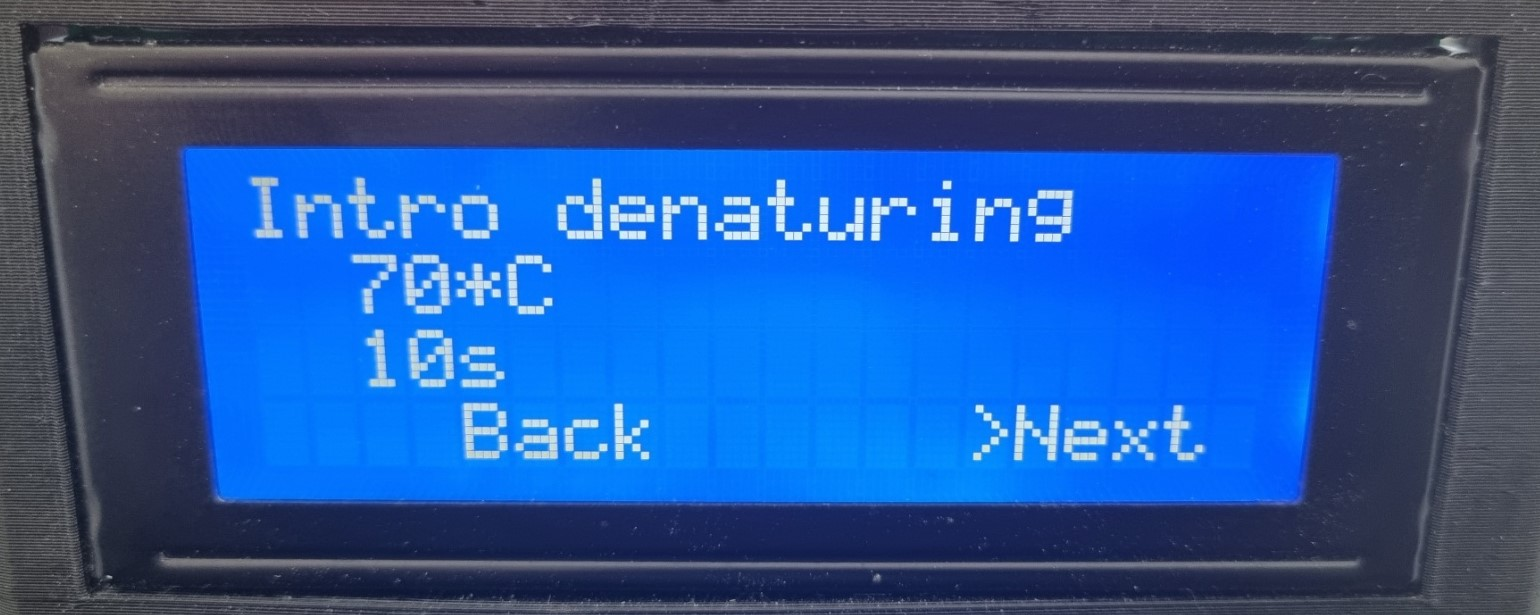 Intro denaturing
70*C
10s
Back >Next